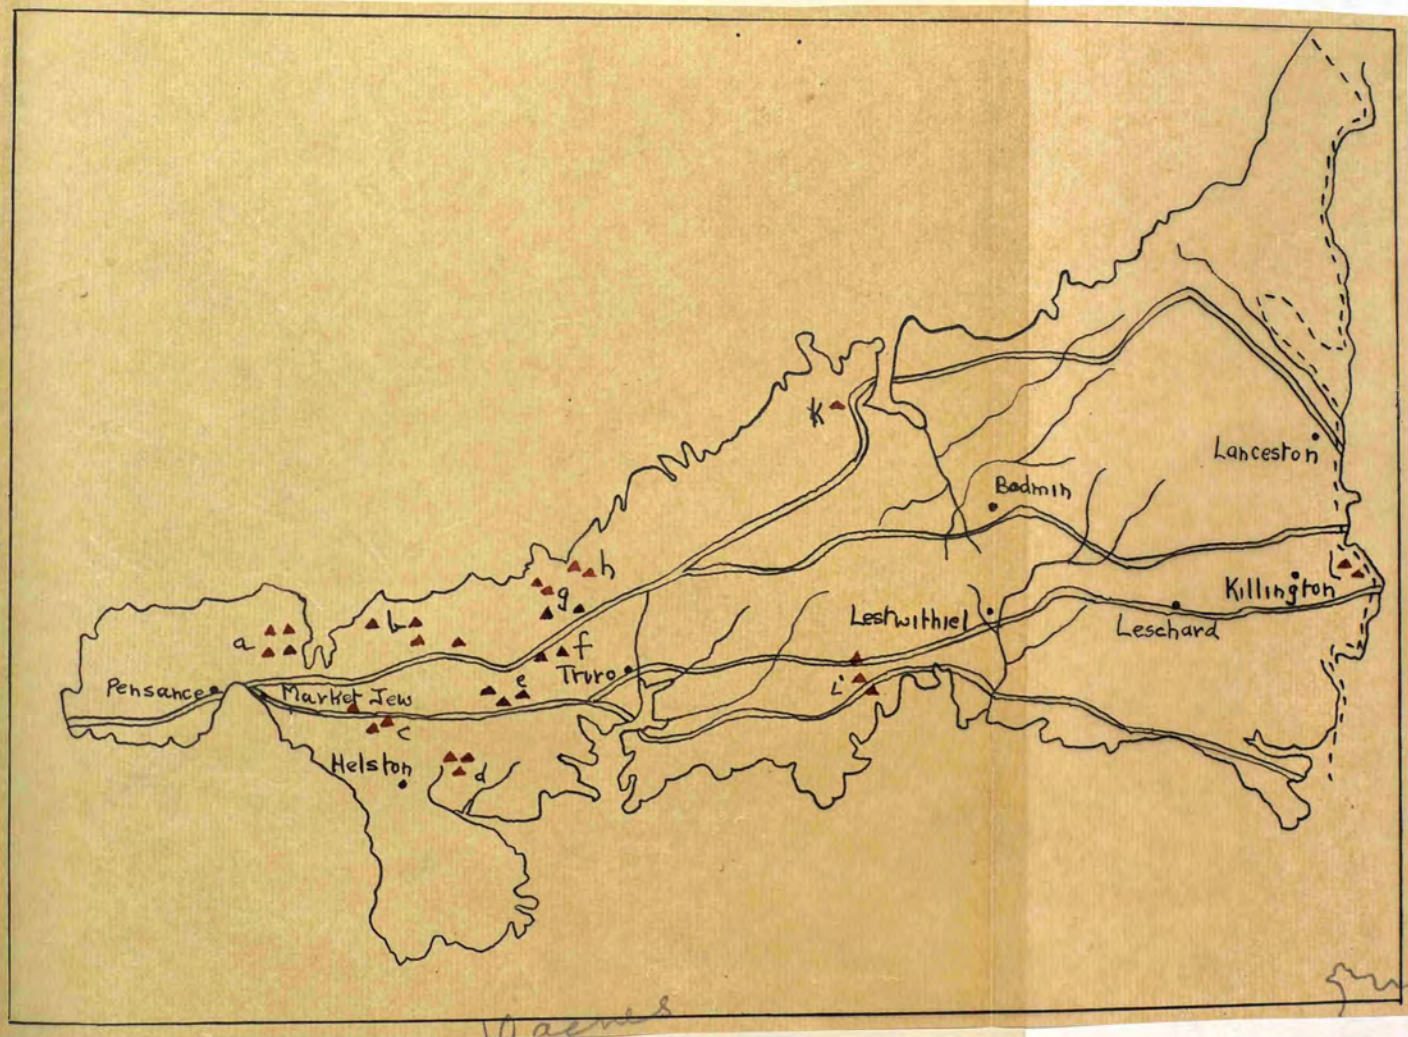 K
Lanceston
Bodmin
h
g
L
Killington
b
Lestwithiel
Leschard
a
f
Truro
e
Pensance
Market Jew
i
c
Helston
d